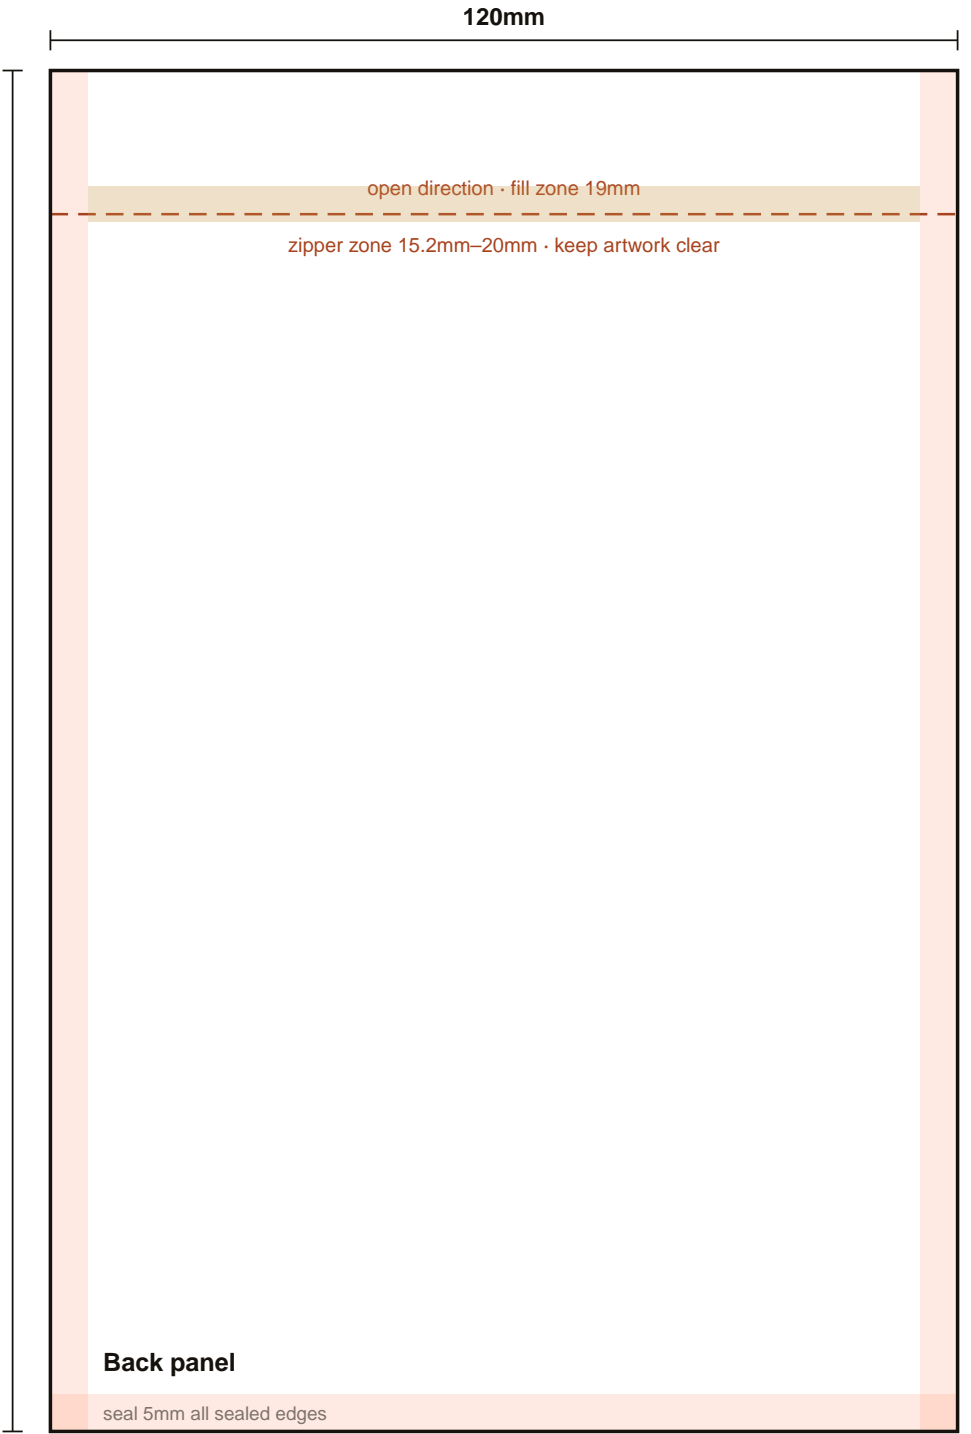 120mm
open direction · fill zone 19mm
zipper zone 15.2mm–20mm · keep artwork clear
Back panel
seal 5mm all sealed edges